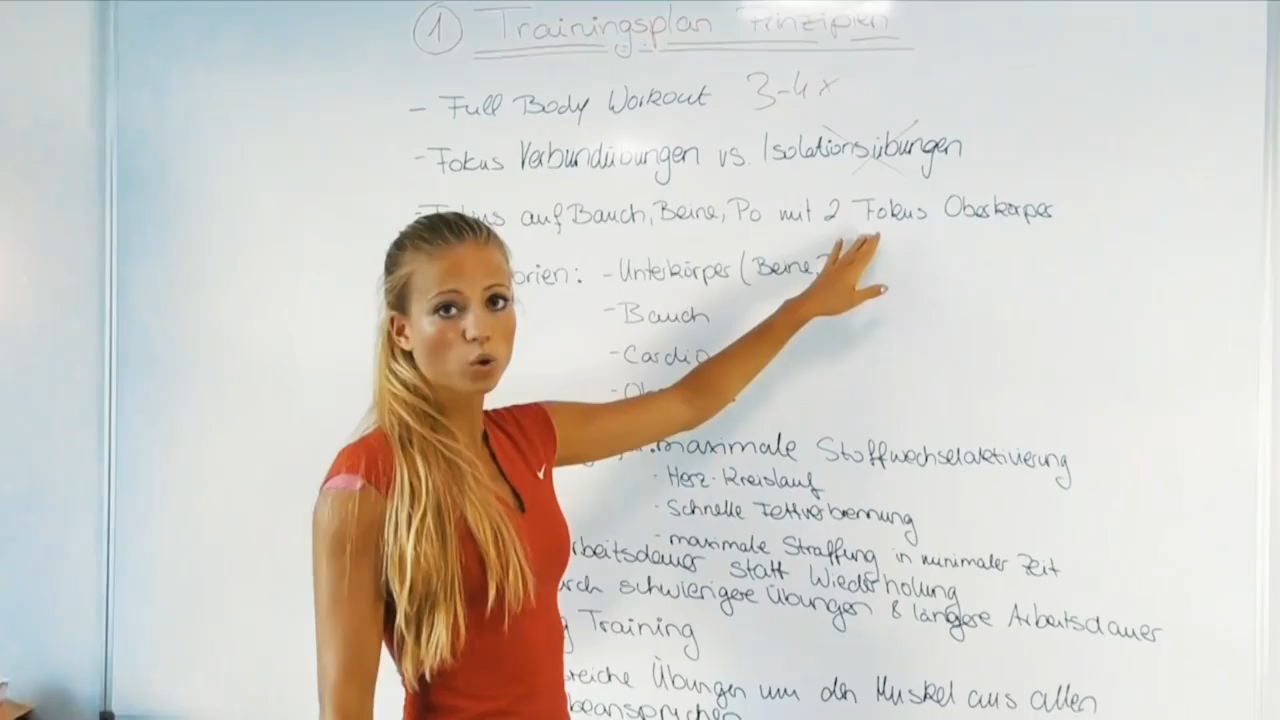 1 Trainingsplan Prinzipien
- Full Body Workout 3-4x
- Fokus Verbundübungen vs. Isolationsübungen
- Fokus auf Bauch, Beine, Po mit 2 Fokus Oberkörper
orien: - Unterkörper (Beine,
- Bauch
- Cardio
- Ob
maximale Stoffwechselaktivierung
· Herz-Kreislauf
· Schnelle Fettverbrennung
- maximale Straffung in minimaler Zeit
rbeitsdauer statt Wiederholung
rch schwierigere Übungen & längere Arbeitsdauer
g Training
reiche Übungen um den Muskel aus allen
beanspruchen